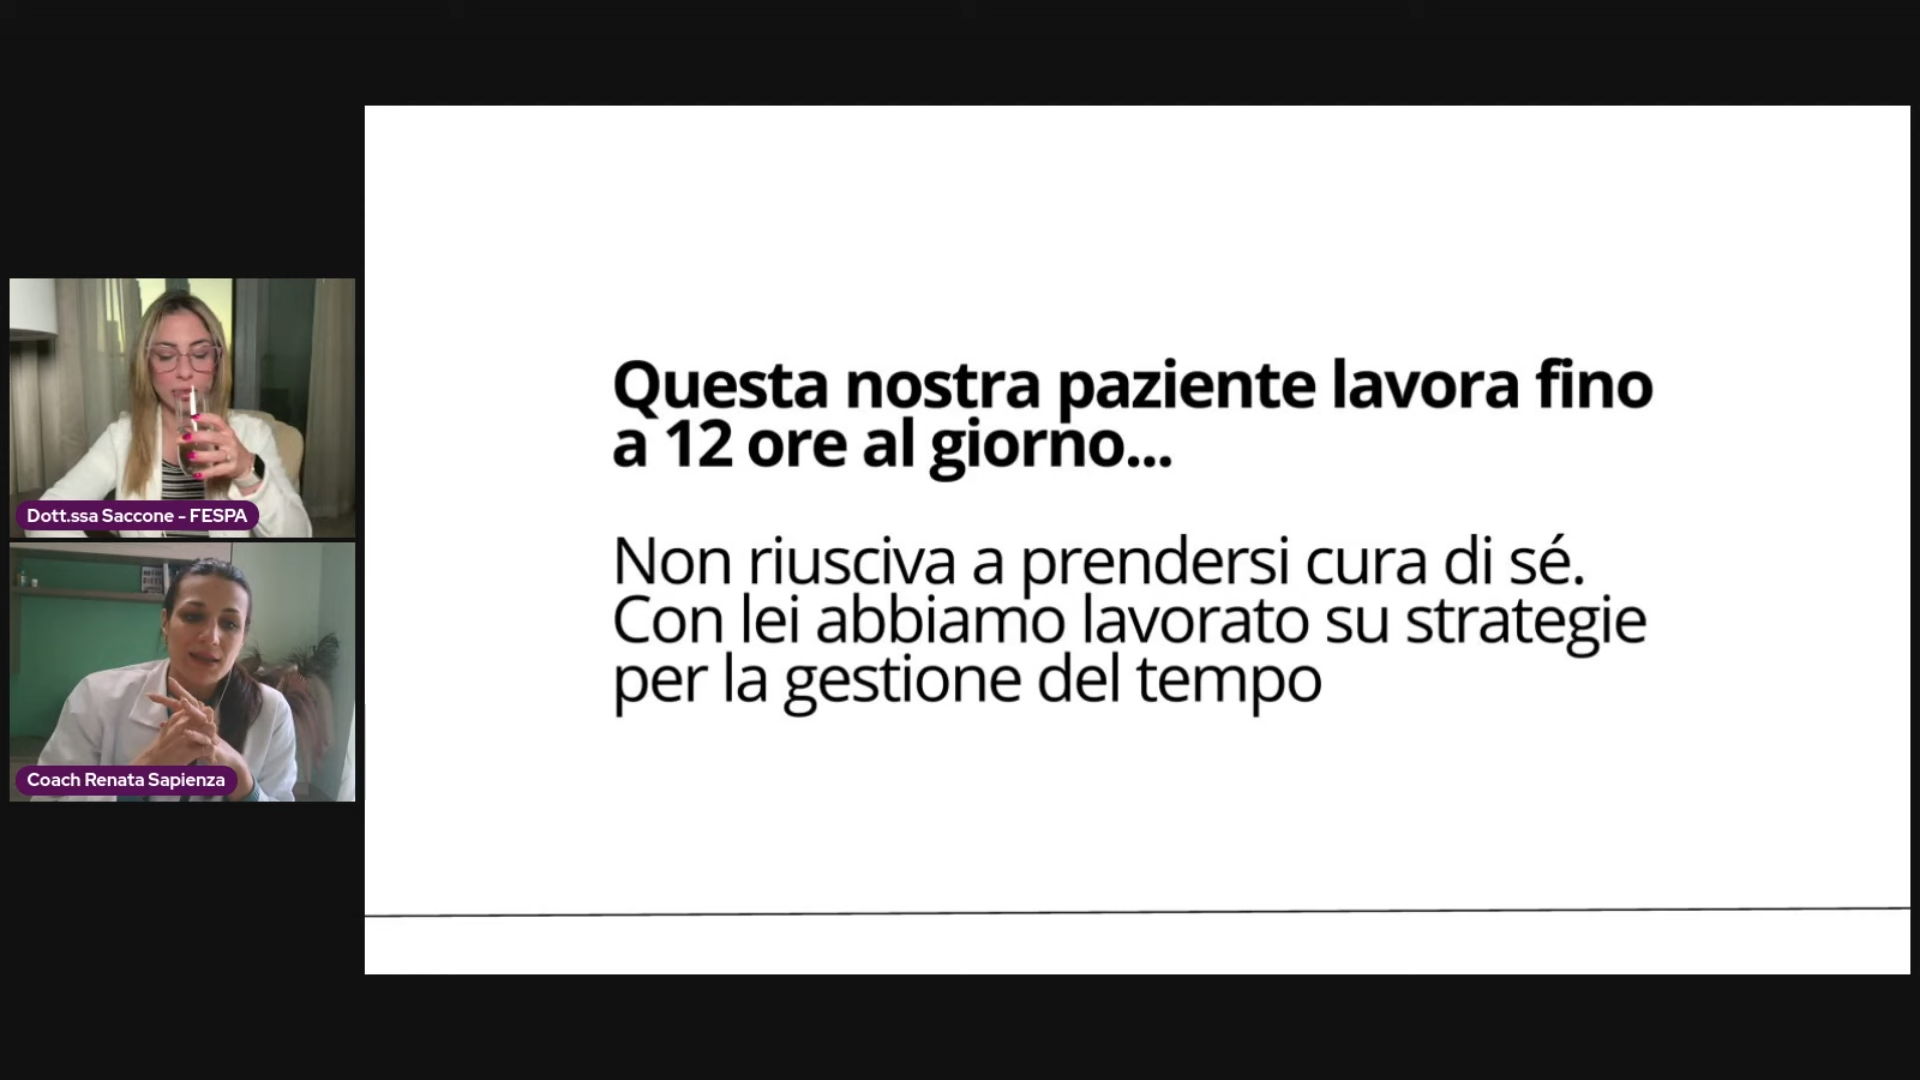 Dott.ssa Saccone - FESPA
Coach Renata Sapienza
Questa nostra paziente lavora fino
a 12 ore al giorno...
Non riusciva a prendersi cura di sé.
Con lei abbiamo lavorato su strategie
per la gestione del tempo